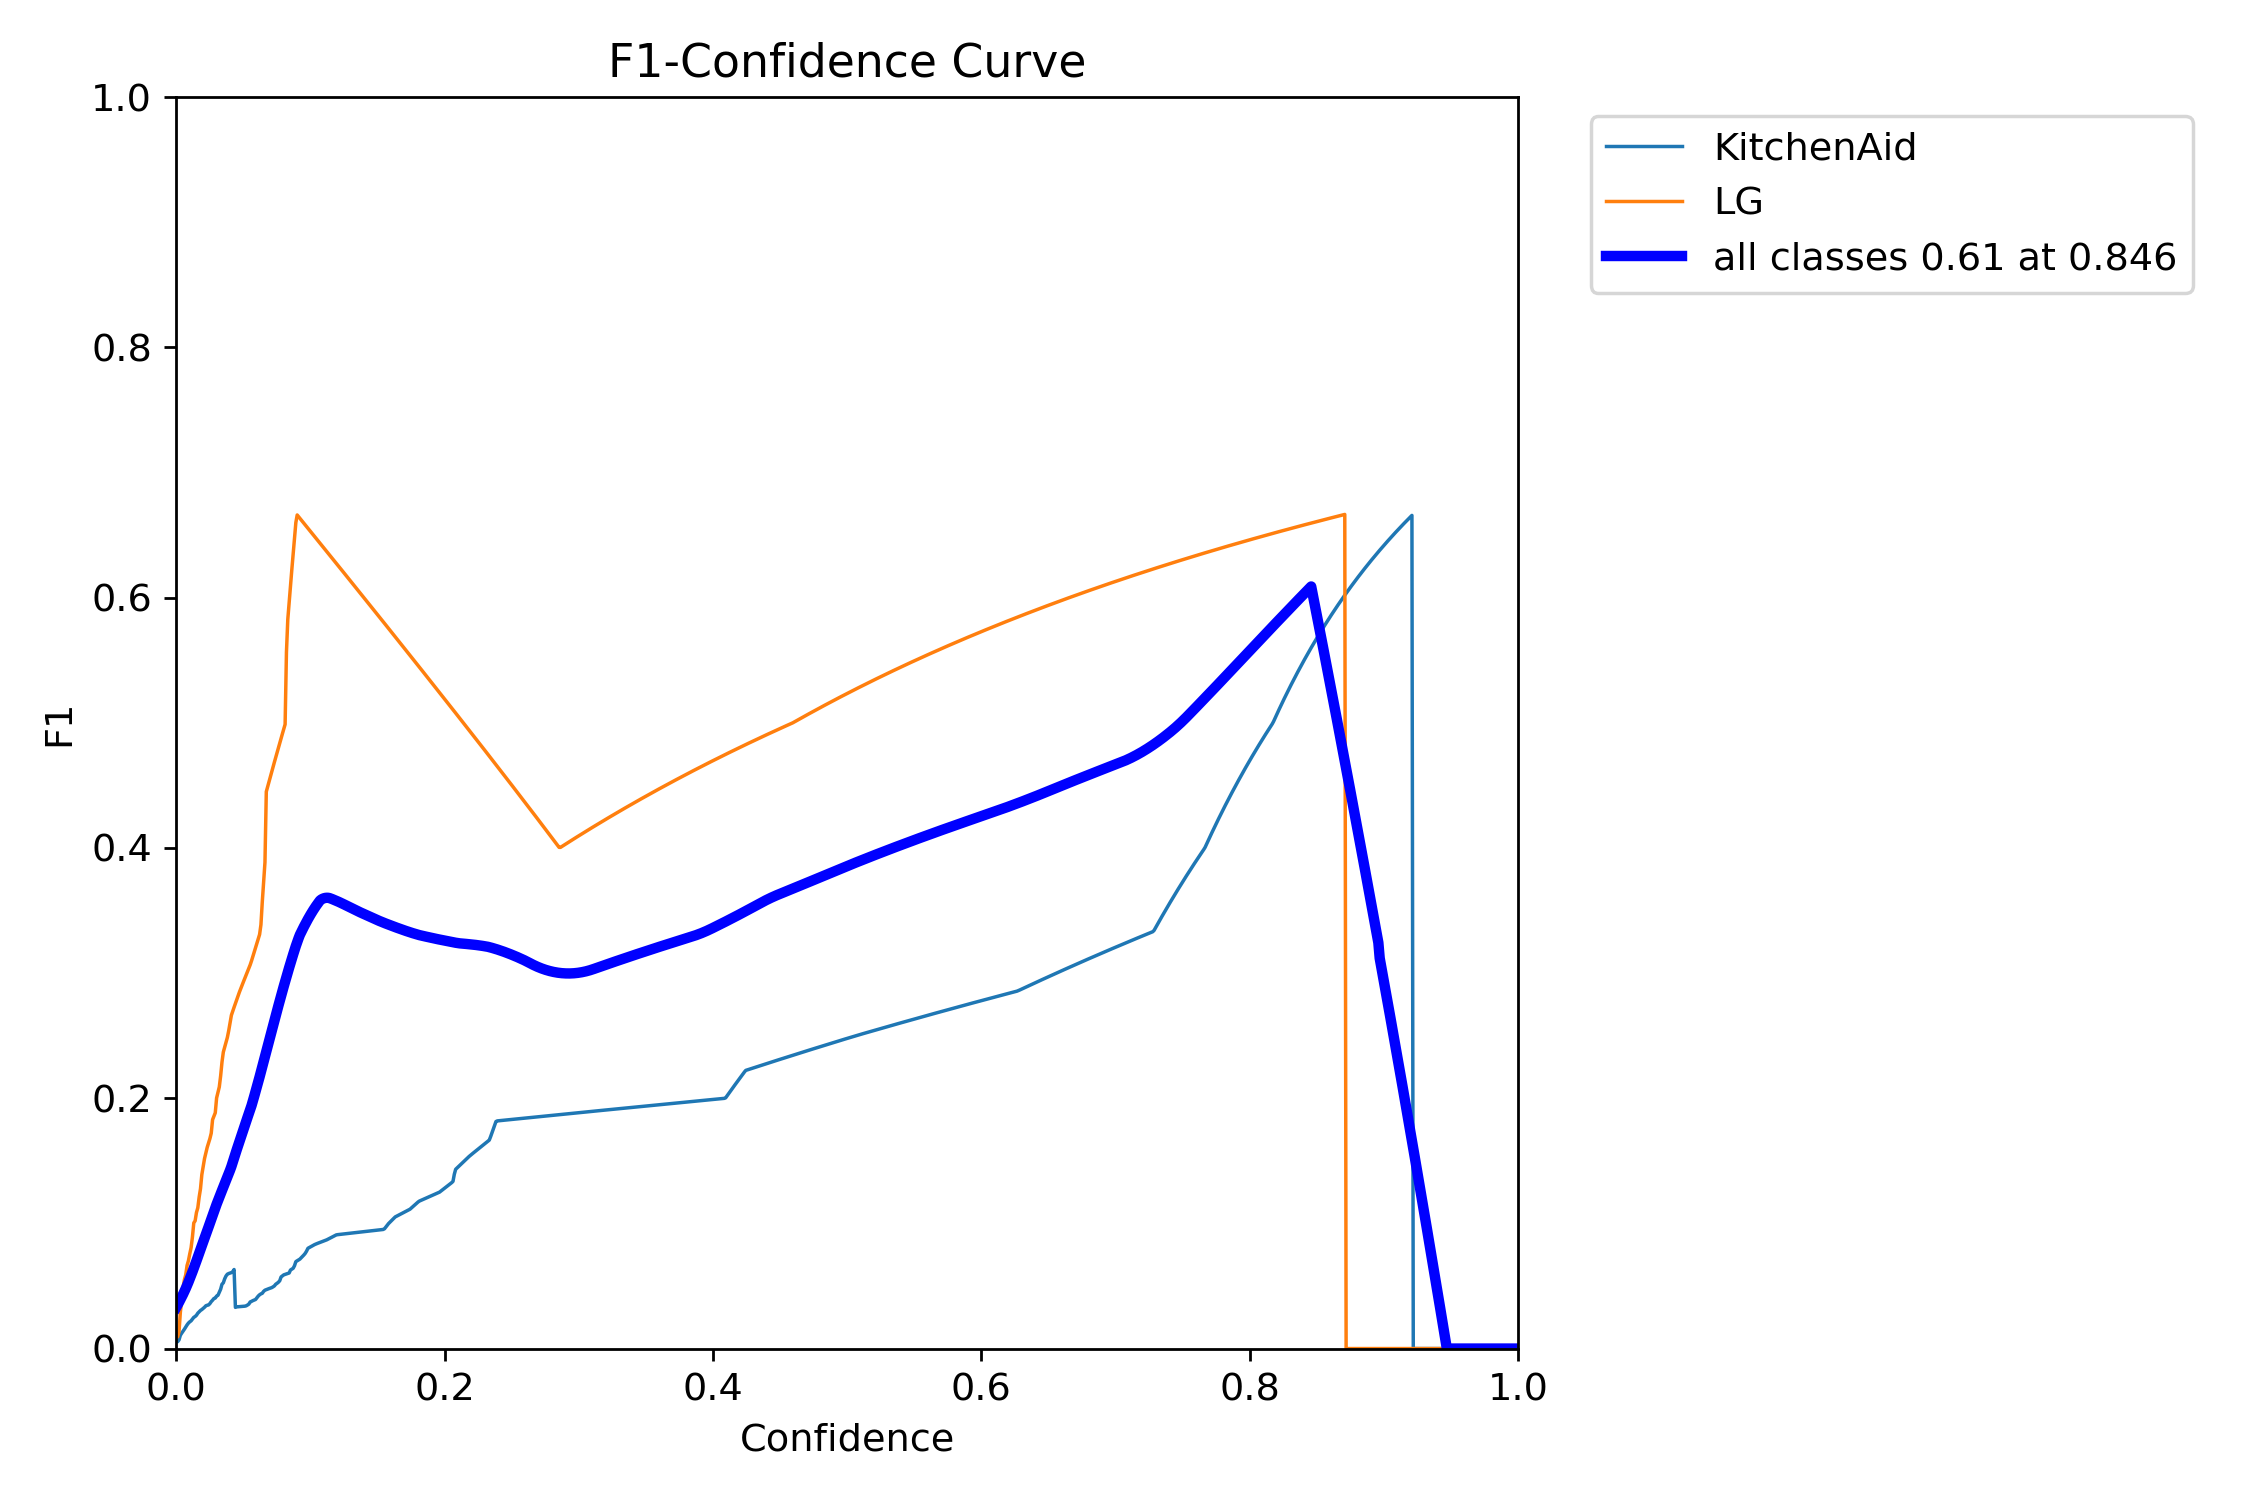 F1-Confidence Curve
1.0
0.8
0.6
0.4
0.2
0.0
F1
0.0 0.2 0.4 0.6 0.8 1.0
Confidence
KitchenAid
LG
all classes 0.61 at 0.846